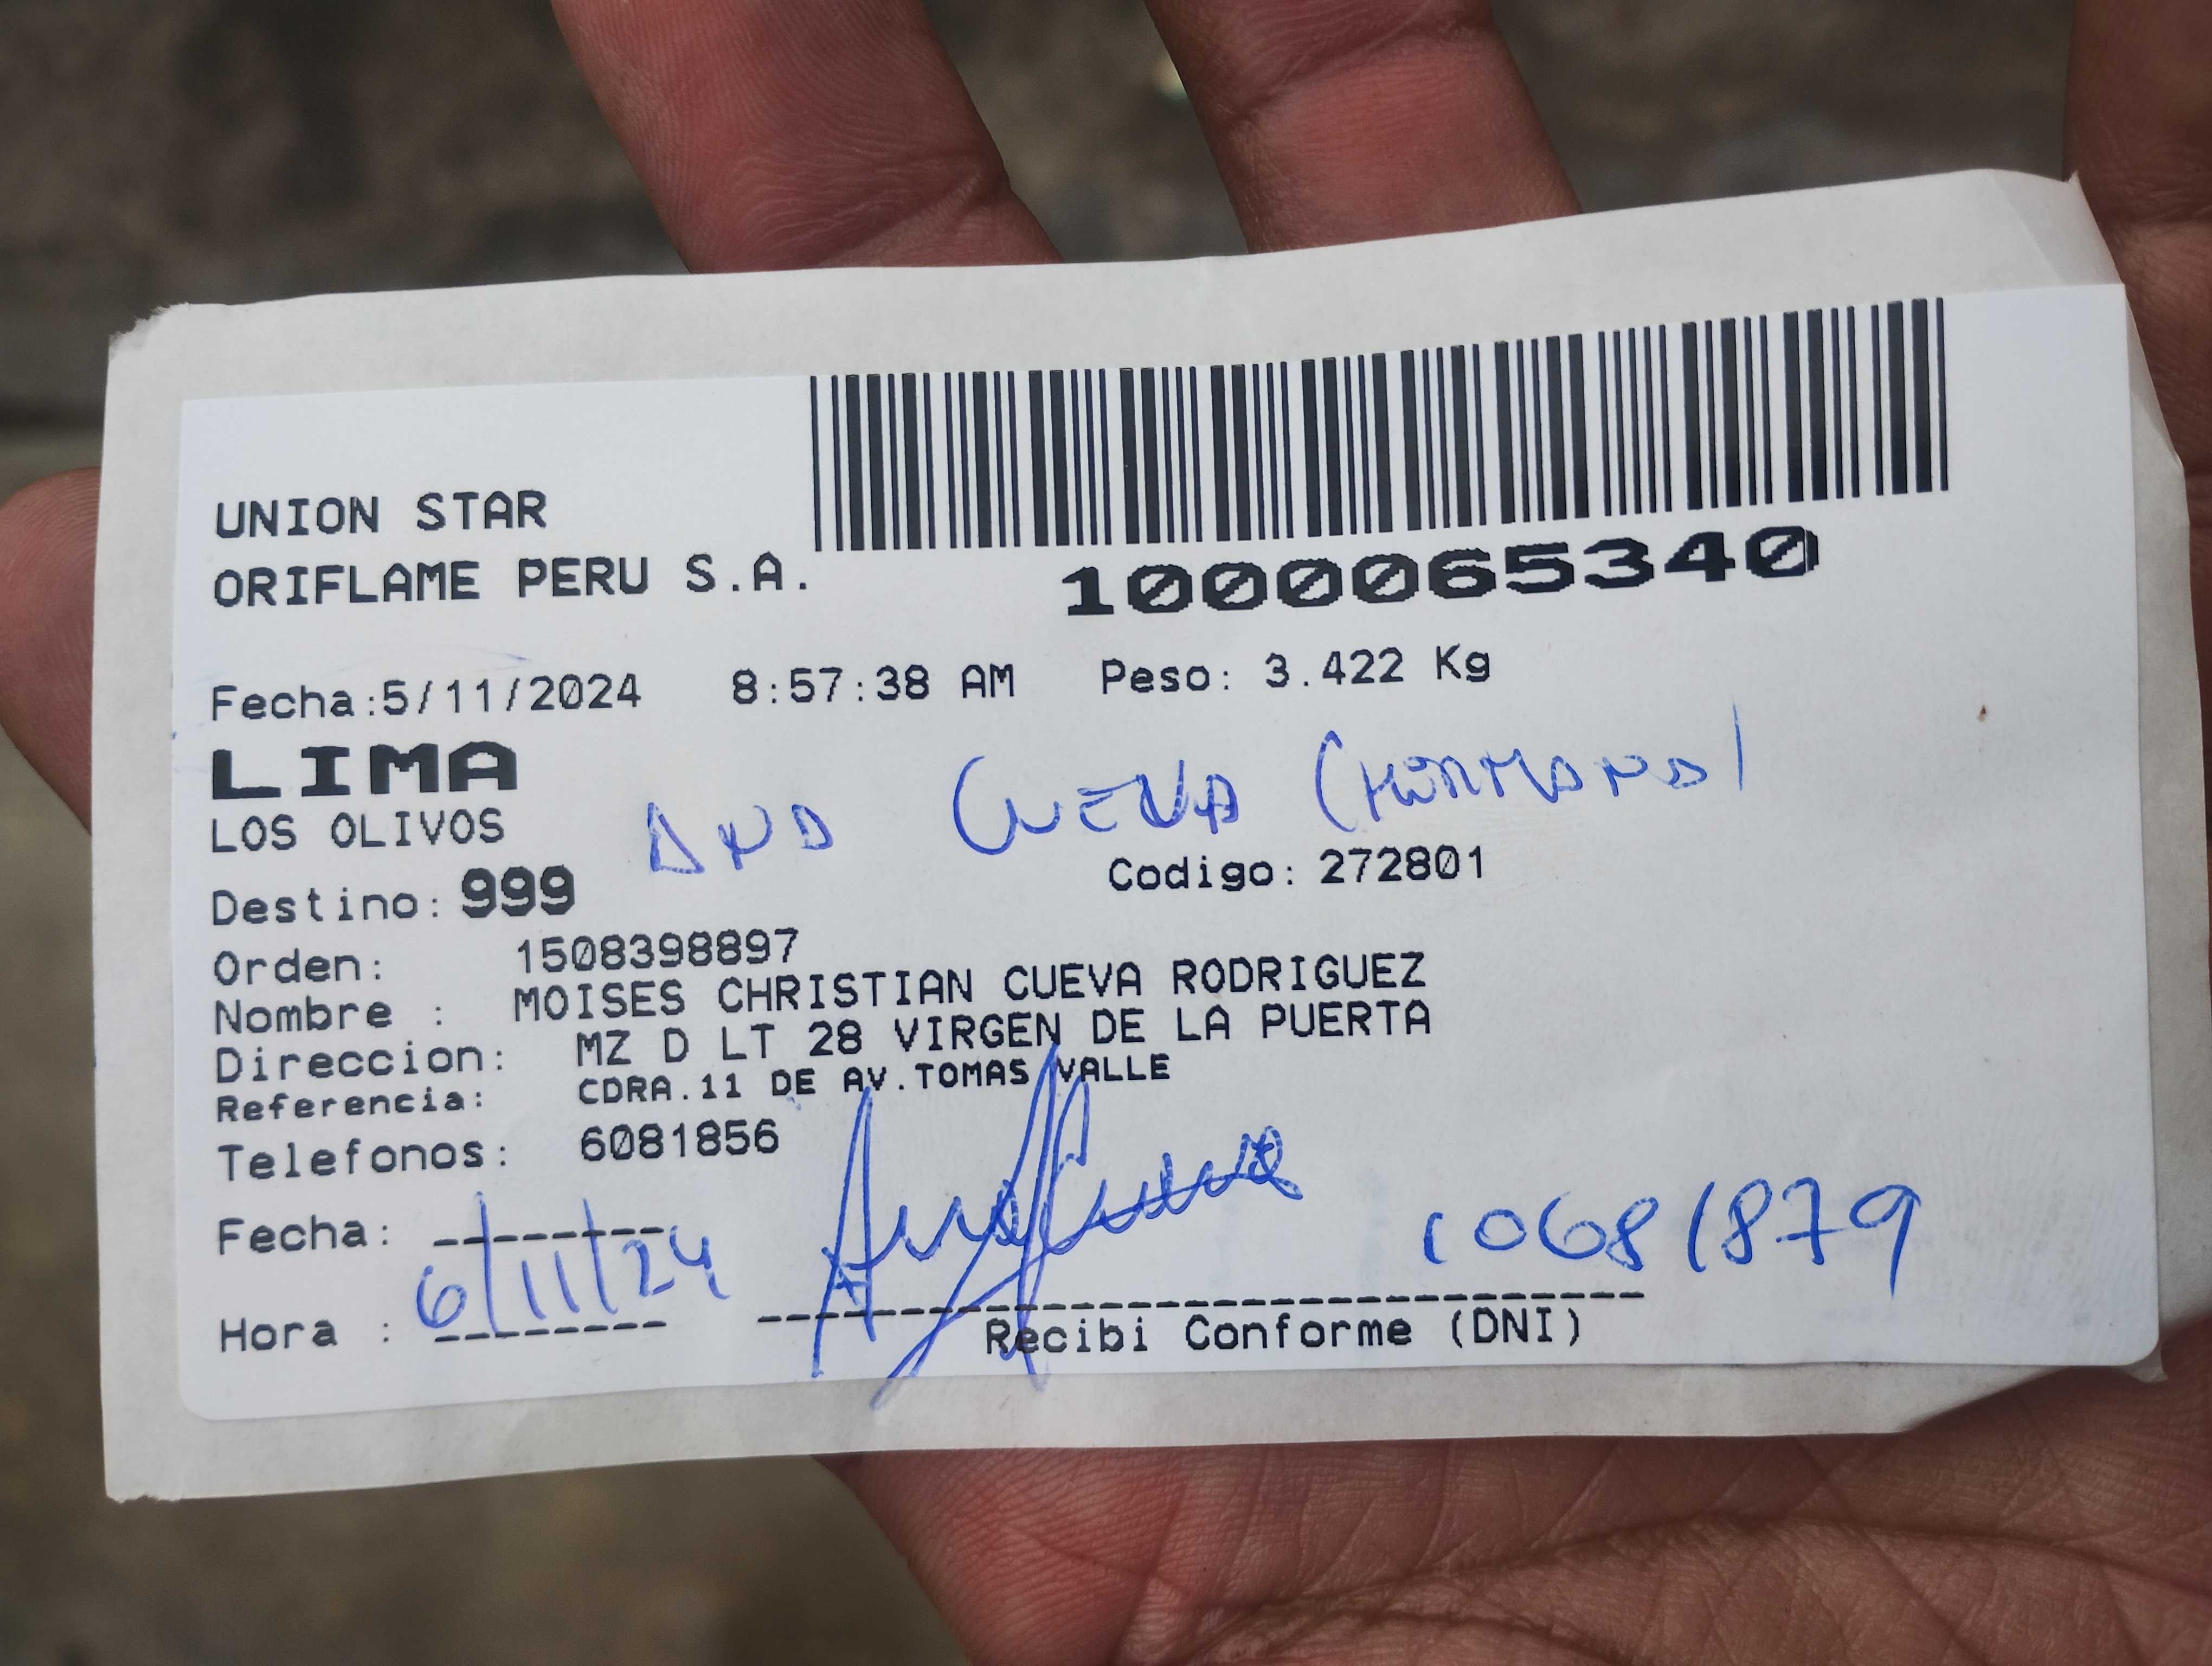 UNION STAR
ORIFLAME PERU S.A.
1000065340
Fecha:5/11/2024 8:57:38 AM Peso: 3.422 Kg
LIMA
ANA CUEVA (HERMANA)
LOS OLIVOS
Codigo: 272801
Destino: 999
Orden: 1508398897
Nombre : MOISES CHRISTIAN CUEVA RODRIGUEZ
Direccion: MZ D LT 28 VIRGEN DE LA PUERTA
Referencia: CDRA.11 DE AV.TOMAS VALLE
Telefonos: 6081856
Fecha: 6/11/24
10681879
Hora :
Recibi Conforme (DNI)